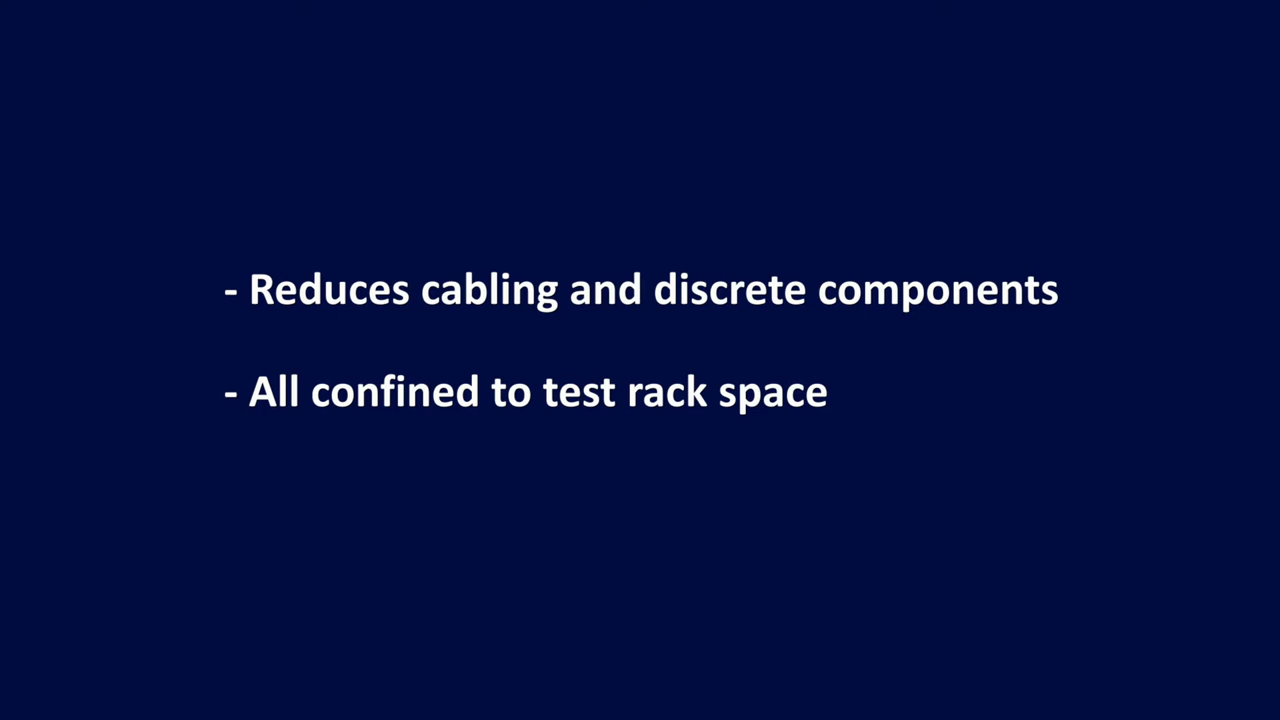 - Reduces cabling and discrete components
- All confined to test rack space